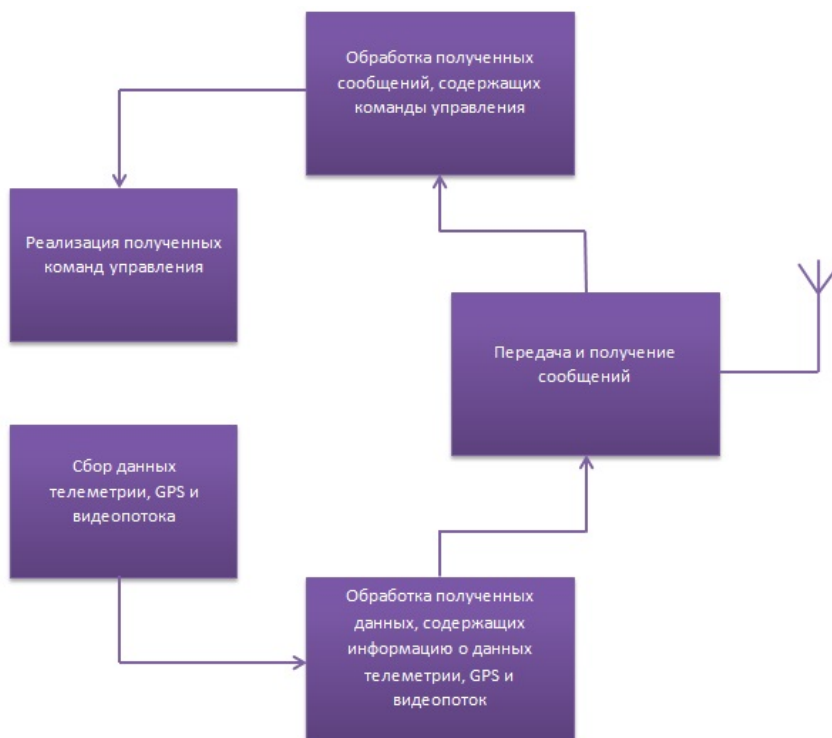 Обработка полученных
сообщений, содержащих
команды управления
Реализация полученных
команд управления
Передача и получение
сообщений
Сбор данных
телеметрии, GPS и
видеопотока
Обработка полученных
данных, содержащих
информацию о данных
телеметрии, GPS и
видеопоток